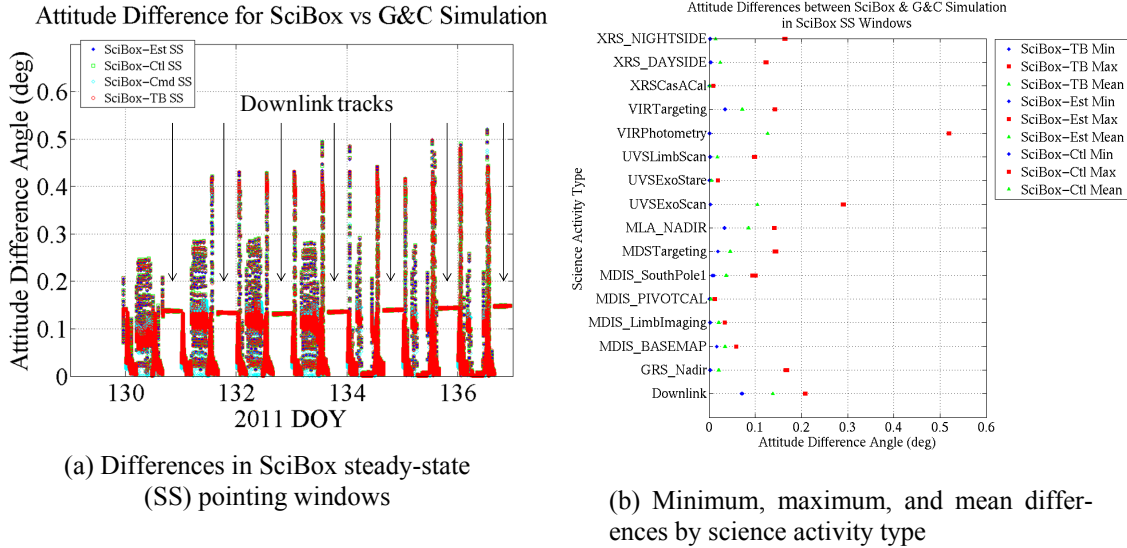 Attitude Difference for SciBox vs G&C Simulation
Attitude Difference Angle (deg)
0.6
0.5
0.4
0.3
0.2
0.1
0
SciBox-Est SS
SciBox-Ctl SS
SciBox-Cmd SS
SciBox-TB SS
Downlink tracks
130
132
134
136
2011 DOY
(a) Differences in SciBox steady-state
(SS) pointing windows
Attitude Differences between SciBox & G&C Simulation
in SciBox SS Windows
Science Activity Type
XRS_NIGHTSIDE
XRS_DAYSIDE
XRSCasACal
VIRTargeting
VIRPhotometry
UVSLimbScan
UVSExoStare
UVSExoScan
MLA_NADIR
MDSTargeting
MDIS_SouthPole1
MDIS_PIVOTCAL
MDIS_LimbImaging
MDIS_BASEMAP
GRS_Nadir
Downlink
0
0.1
0.2
0.3
0.4
0.5
0.6
Attitude Difference Angle (deg)
SciBox-TB Min
SciBox-TB Max
SciBox-TB Mean
SciBox-Est Min
SciBox-Est Max
SciBox-Est Mean
SciBox-Ctl Min
SciBox-Ctl Max
SciBox-Ctl Mean
(b) Minimum, maximum, and mean differ-
ences by science activity type